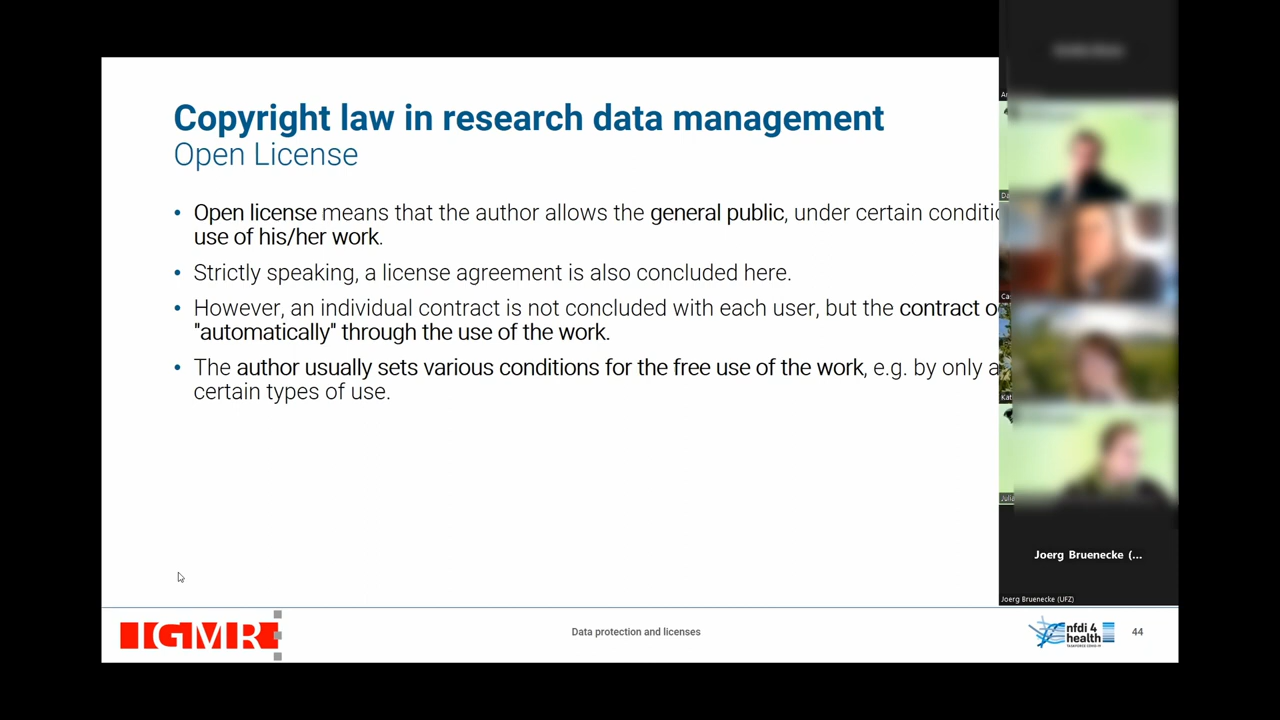 Copyright law in research data management
Open License
• Open license means that the author allows the general public, under certain
use of his/her work.
• Strictly speaking, a license agreement is also concluded here.
• However, an individual contract is not concluded with each user, but the contract
"automatically" through the use of the work.
• The author usually sets various conditions for the free use of the work, e.g. by only
certain types of use.
Joerg Bruenecke (...
Joerg Bruenecke (UFZ)
IGMR
Data protection and licenses
nfdi 4
health
TASKFORCE COVID-19
44